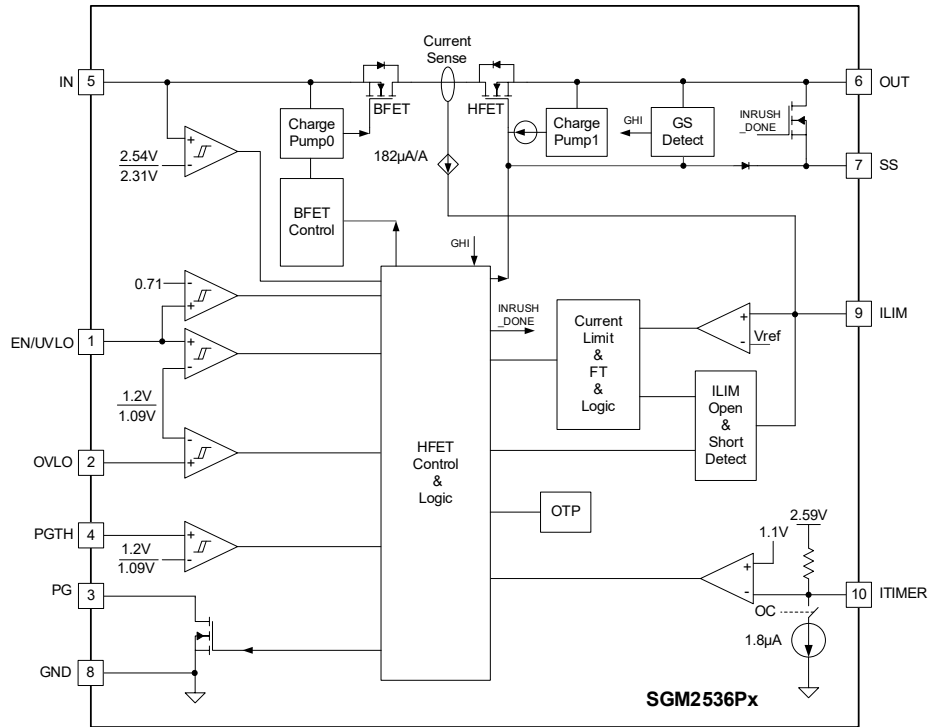 Current
Sense
IN
5
6
OUT
BFET
HFET
Charge
Pump0
Charge
Pump1
GHI
GS
Detect
INRUSH
_DONE
2.54V
2.31V
182µA/A
7
SS
BFET
Control
GHI
0.71
INRUSH
_DONE
Current
Limit
&
FT
&
Logic
+
-
Vref
9
ILIM
EN/UVLO
1
1.2V
1.09V
ILIM
Open
&
Short
Detect
OVLO
2
HFET
Control
&
Logic
OTP
2.59V
1.1V
PGTH
4
1.2V
1.09V
PG
3
10
ITIMER
OC
1.8µA
GND
8
SGM2536Px